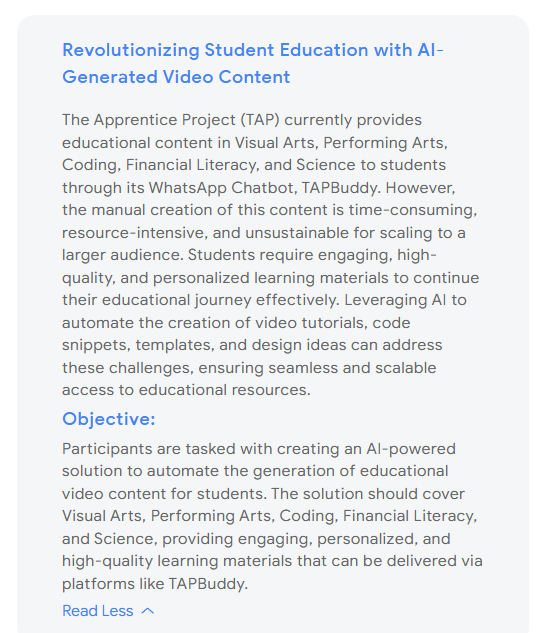 Revolutionizing Student Education with AI-
Generated Video Content
The Apprentice Project (TAP) currently provides
educational content in Visual Arts, Performing Arts,
Coding, Financial Literacy, and Science to students
through its WhatsApp Chatbot, TAPBuddy. However,
the manual creation of this content is time-consuming,
resource-intensive, and unsustainable for scaling to a
larger audience. Students require engaging, high-
quality, and personalized learning materials to continue
their educational journey effectively. Leveraging AI to
automate the creation of video tutorials, code
snippets, templates, and design ideas can address
these challenges, ensuring seamless and scalable
access to educational resources.
Objective:
Participants are tasked with creating an AI-powered
solution to automate the generation of educational
video content for students. The solution should cover
Visual Arts, Performing Arts, Coding, Financial Literacy,
and Science, providing engaging, personalized, and
high-quality learning materials that can be delivered via
platforms like TAPBuddy.
Read Less